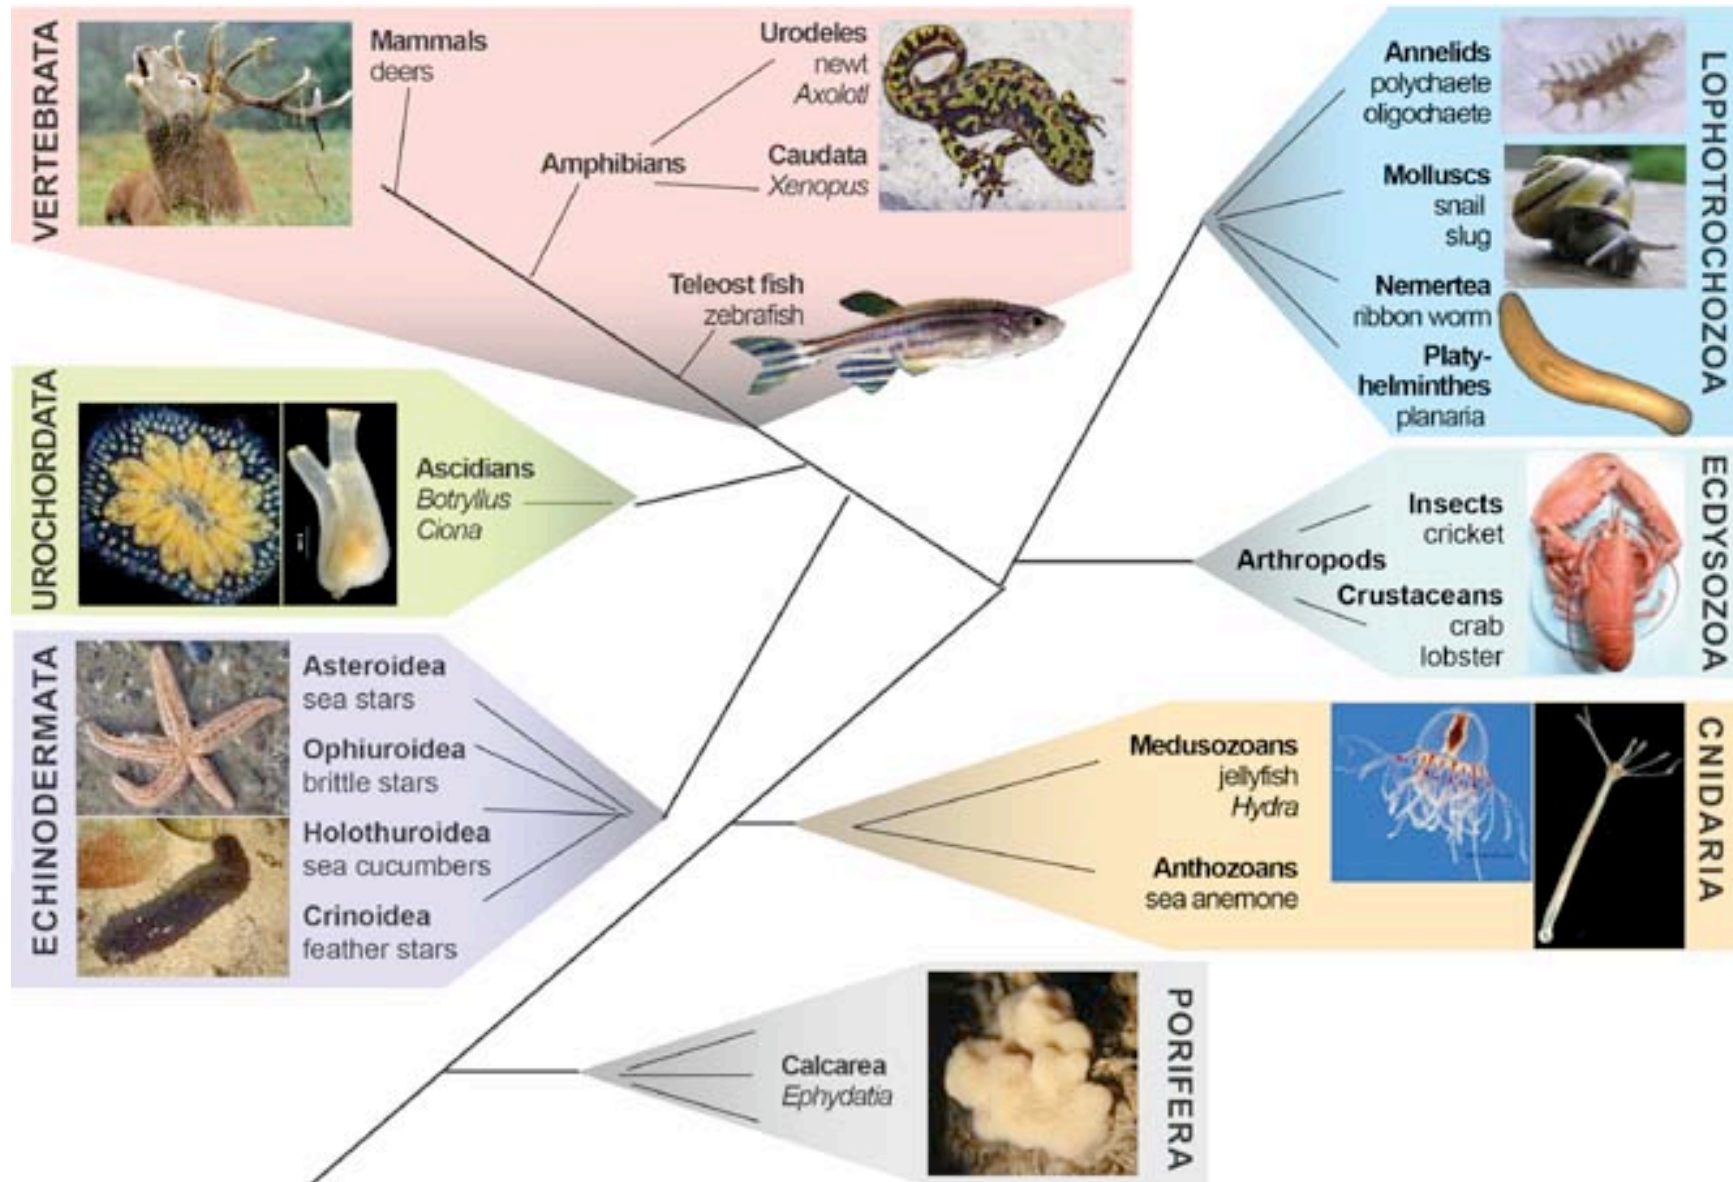 VERTEBRATA
Mammals
deers
Urodeles
newt
Axolotl
Amphibians
Caudata
Xenopus
Teleost fish
zebrafish
UROCHORDATA
Ascidians
Botryllus
Ciona
ECHINODERMATA
Asteroidea
sea stars
Ophiuroidea
brittle stars
Holothuroidea
sea cucumbers
Crinoidea
feather stars
LOPHOTROCHOZOA
Annelids
polychaete
oligochaete
Molluscs
snail
slug
Nemertea
ribbon worm
Platy-
helminthes
planaria
ECDYSOZOA
Insects
cricket
Arthropods
Crustaceans
crab
lobster
CNIDARIA
Medusozoans
jellyfish
Hydra
Anthozoans
sea anemone
PORIFERA
Calcarea
Ephydatia